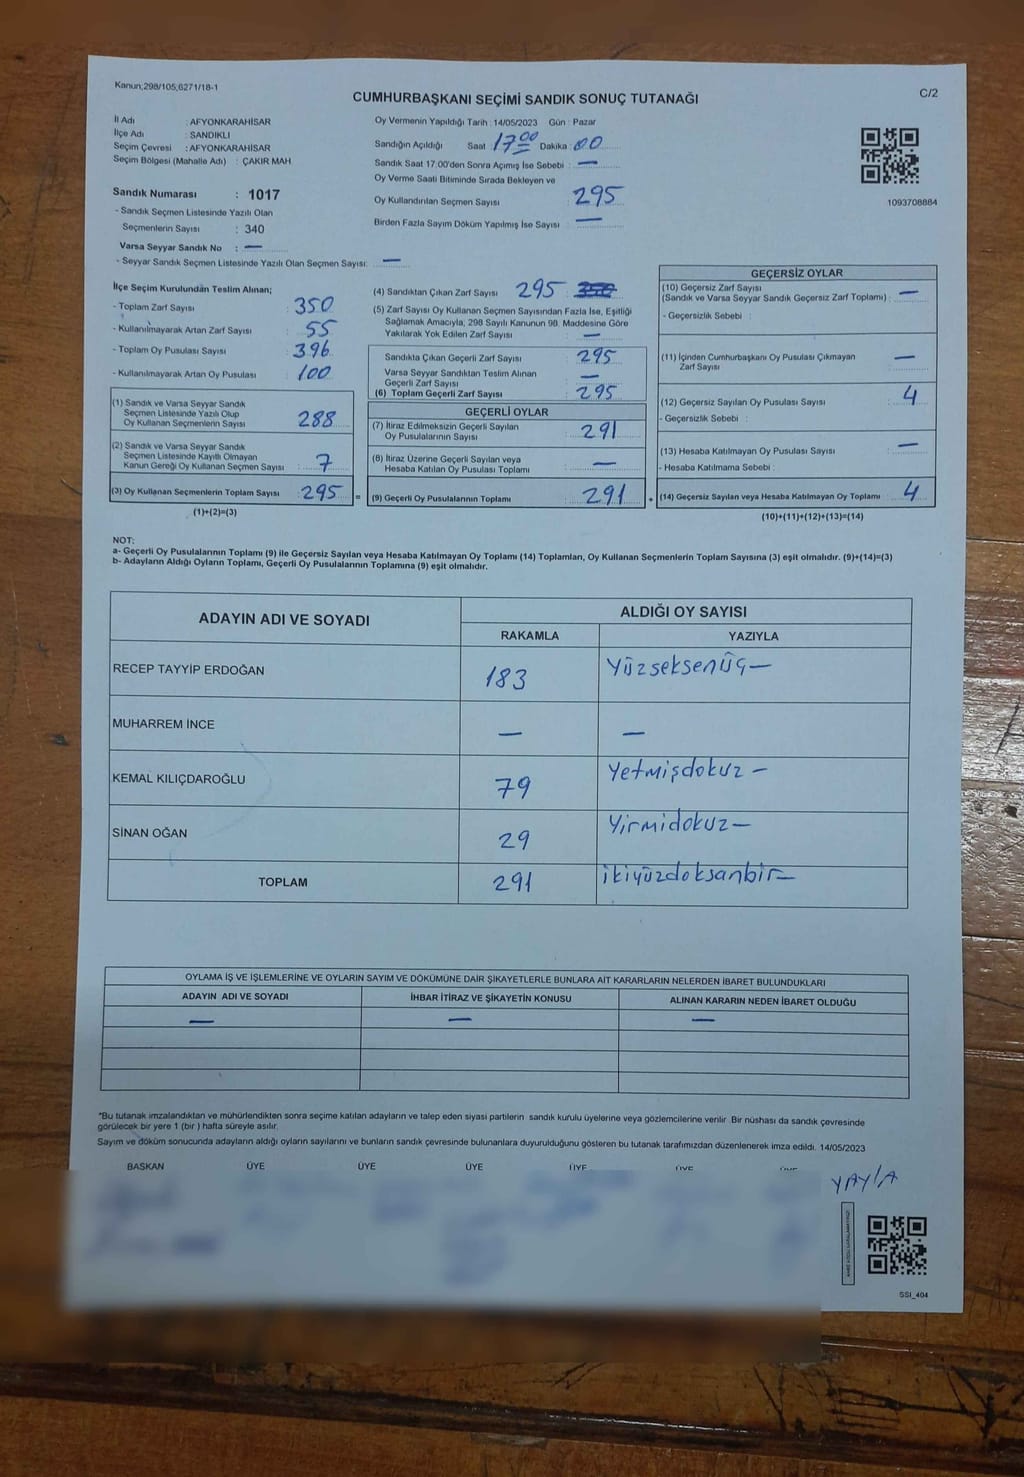 Kanun;298/105,6271/18-1
CUMHURBAŞKANI SEÇİMİ SANDIK SONUÇ TUTANAĞI
C/2
İl Adı : AFYONKARAHİSAR
İlçe Adı : SANDIKLI
Seçim Çevresi : AFYONKARAHİSAR
Seçim Bölgesi (Mahalle Adı) : ÇAKIR MAH
Sandık Numarası : 1017
- Sandık Seçmen Listesinde Yazılı Olan
Seçmenlerin Sayısı : 340
Varsa Seyyar Sandık No : —
- Seyyar Sandık Seçmen Listesinde Yazılı Olan Seçmen Sayısı: —
Oy Vermenin Yapıldığı Tarih : 14/05/2023 Gün : Pazar
Sandığın Açıldığı Saat : 17 00 Dakika : 00
Sandık Saat 17:00'den Sonra Açımış İse Sebebi : —
Oy Verme Saati Bitiminde Sırada Bekleyen ve
Oy Kullandırılan Seçmen Sayısı : 295
Birden Fazla Sayım Döküm Yapılmış İse Sayısı : —
1093708884
İlçe Seçim Kurulundan Teslim Alınan;
- Toplam Zarf Sayısı : 350
- Kullanılmayarak Artan Zarf Sayısı : 55
- Toplam Oy Pusulası Sayısı : 396
- Kullanılmayarak Artan Oy Pusulası : 100
(1) Sandık ve Varsa Seyyar Sandık
Seçmen Listesinde Yazılı Olup
Oy Kullanan Seçmenlerin Sayısı : 288
(2) Sandık ve Varsa Seyyar Sandık
Seçmen Listesinde Kayıtlı Olmayan
Kanun Gereği Oy Kullanan Seçmen Sayısı : 7
(3) Oy Kullanan Seçmenlerin Toplam Sayısı : 295 =
(1)+(2)=(3)
(4) Sandıktan Çıkan Zarf Sayısı : 295
(5) Zarf Sayısı Oy Kullanan Seçmen Sayısından Fazla İse, Eşitliği
Sağlamak Amacıyla, 298 Sayılı Kanunun 98. Maddesine Göre
Yakılarak Yok Edilen Zarf Sayısı : —
Sandıkta Çıkan Geçerli Zarf Sayısı : 295
Varsa Seyyar Sandıktan Teslim Alınan
Geçerli Zarf Sayısı : —
(6) Toplam Geçerli Zarf Sayısı : 295
GEÇERLİ OYLAR
(7) İtiraz Edilmeksizin Geçerli Sayılan
Oy Pusulalarının Sayısı : 291
(8) İtiraz Üzerine Geçerli Sayılan veya
Hesaba Katılan Oy Pusulası Toplamı : —
(9) Geçerli Oy Pusulalarının Toplamı : 291 +
GEÇERSİZ OYLAR
(10) Geçersiz Zarf Sayısı
(Sandık ve Varsa Seyyar Sandık Geçersiz Zarf Toplamı) : —
- Geçersizlik Sebebi :
(11) İçinden Cumhurbaşkanı Oy Pusulası Çıkmayan
Zarf Sayısı : —
(12) Geçersiz Sayılan Oy Pusulası Sayısı : 4
- Geçersizlik Sebebi :
(13) Hesaba Katılmayan Oy Pusulası Sayısı : —
- Hesaba Katılmama Sebebi :
(14) Geçersiz Sayılan veya Hesaba Katılmayan Oy Toplamı : 4
(10)+(11)+(12)+(13)=(14)
NOT:
a- Geçerli Oy Pusulalarının Toplamı (9) ile Geçersiz Sayılan veya Hesaba Katılmayan Oy Toplamı (14) Toplamları, Oy Kullanan Seçmenlerin Toplam Sayısına (3) eşit olmalıdır. (9)+(14)=(3)
b- Adayların Aldığı Oyların Toplamı, Geçerli Oy Pusulalarının Toplamına (9) eşit olmalıdır.
ADAYIN ADI VE SOYADI ALDIĞI OY SAYISI
RAKAMLA YAZIYLA
RECEP TAYYİP ERDOĞAN 183 Yüzseksenüç—
MUHARREM İNCE — —
KEMAL KILIÇDAROĞLU 79 Yetmişdokuz —
SİNAN OĞAN 29 Yirmidokuz—
TOPLAM 291 ikiyüzdoksanbir—
OYLAMA İŞ VE İŞLEMLERİNE VE OYLARIN SAYIM VE DÖKÜMÜNE DAİR ŞİKAYETLERLE BUNLARA AİT KARARLARIN NELERDEN İBARET BULUNDUKLARI
ADAYIN ADI VE SOYADI İHBAR İTİRAZ VE ŞİKAYETİN KONUSU ALINAN KARARIN NEDEN İBARET OLDUĞU
— — —
*Bu tutanak imzalandıktan ve mühürlendikten sonra seçime katılan adayların ve talep eden siyasi partilerin sandık kurulu üyelerine veya gözlemcilerine verilir. Bir nüshası da sandık çevresinde
görülecek bir yere 1 (bir ) hafta süreyle asılır.
Sayım ve döküm sonucunda adayların aldığı oyların sayılarını ve bunların sandık çevresinde bulunanlara duyurulduğunu gösteren bu tutanak tarafımızdan düzenlenerek imza edildi. 14/05/2023
BAŞKAN ÜYE ÜYE ÜYE ÜYE ÜYE ÜYE
YAYLA
SSI_404